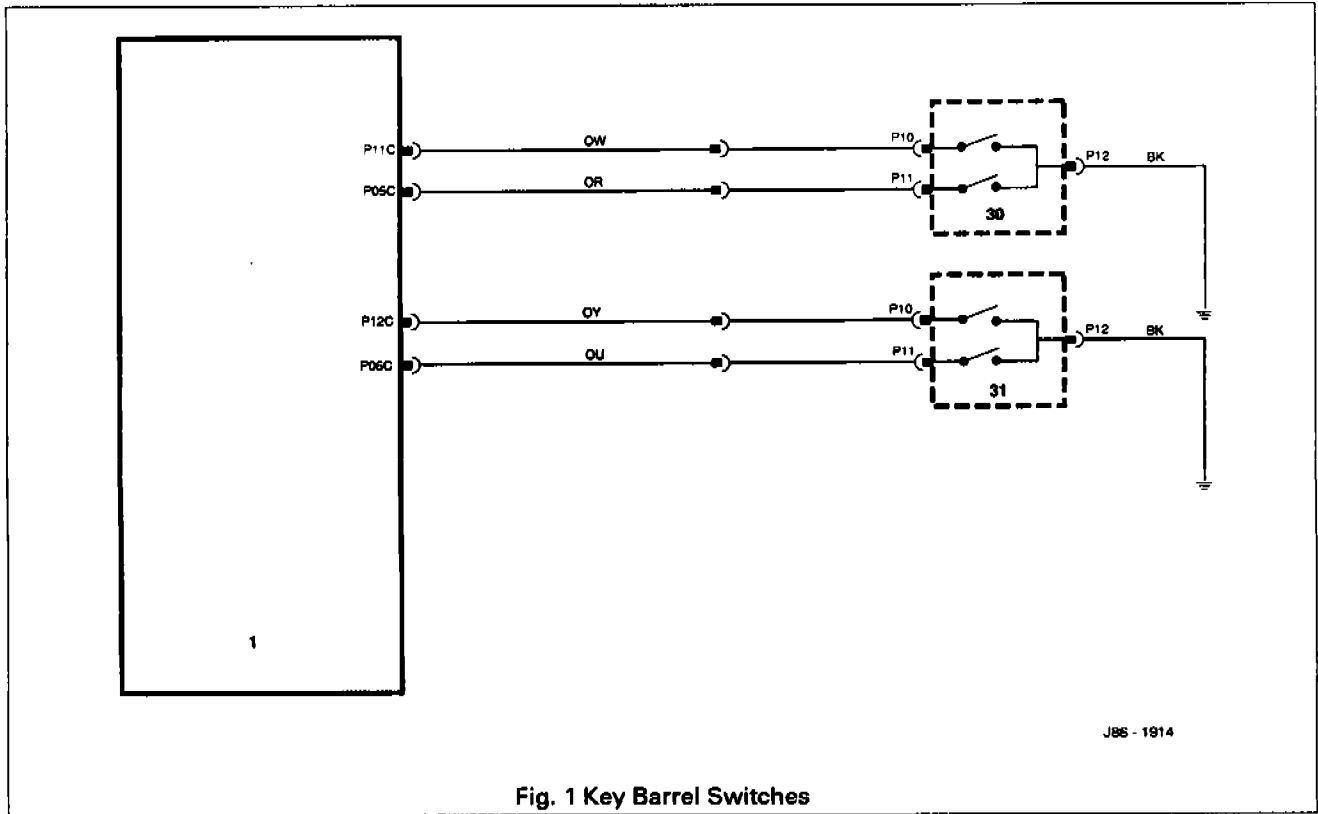 P11C OW P10 P12 BK
P05C OR P11
30
P12C OY P10 P12 BK
P06C OU P11
31
1
J86 - 1914
Fig. 1 Key Barrel Switches